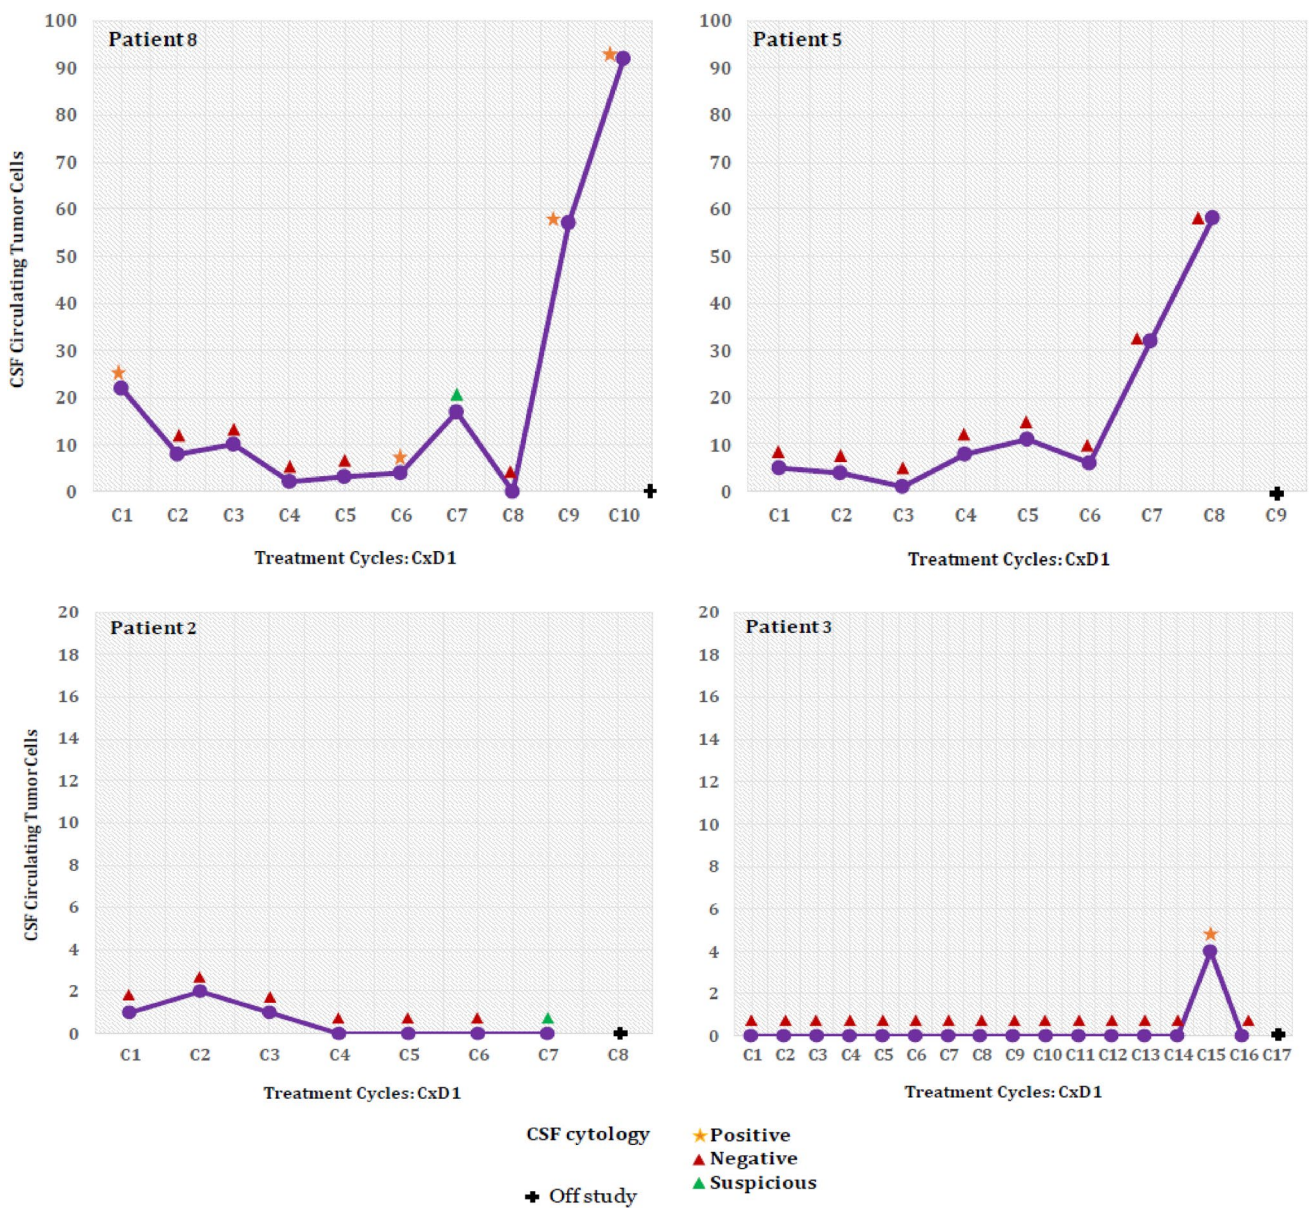 Patient 8
CSF Circulating Tumor Cells
100
90
80
70
60
50
40
30
20
10
0
C1 C2 C3 C4 C5 C6 C7 C8 C9 C10
Treatment Cycles: CxD1
Patient 5
100
90
80
70
60
50
40
30
20
10
0
C1 C2 C3 C4 C5 C6 C7 C8 C9
Treatment Cycles: CxD1
Patient 2
CSF Circulating Tumor Cells
20
18
16
14
12
10
8
6
4
2
0
C1 C2 C3 C4 C5 C6 C7 C8
Treatment Cycles: CxD1
Patient 3
20
18
16
14
12
10
8
6
4
2
0
C1 C2 C3 C4 C5 C6 C7 C8 C9 C10 C11 C12 C13 C14 C15 C16 C17
Treatment Cycles: CxD1
CSF cytology
Positive
Negative
Suspicious
Off study